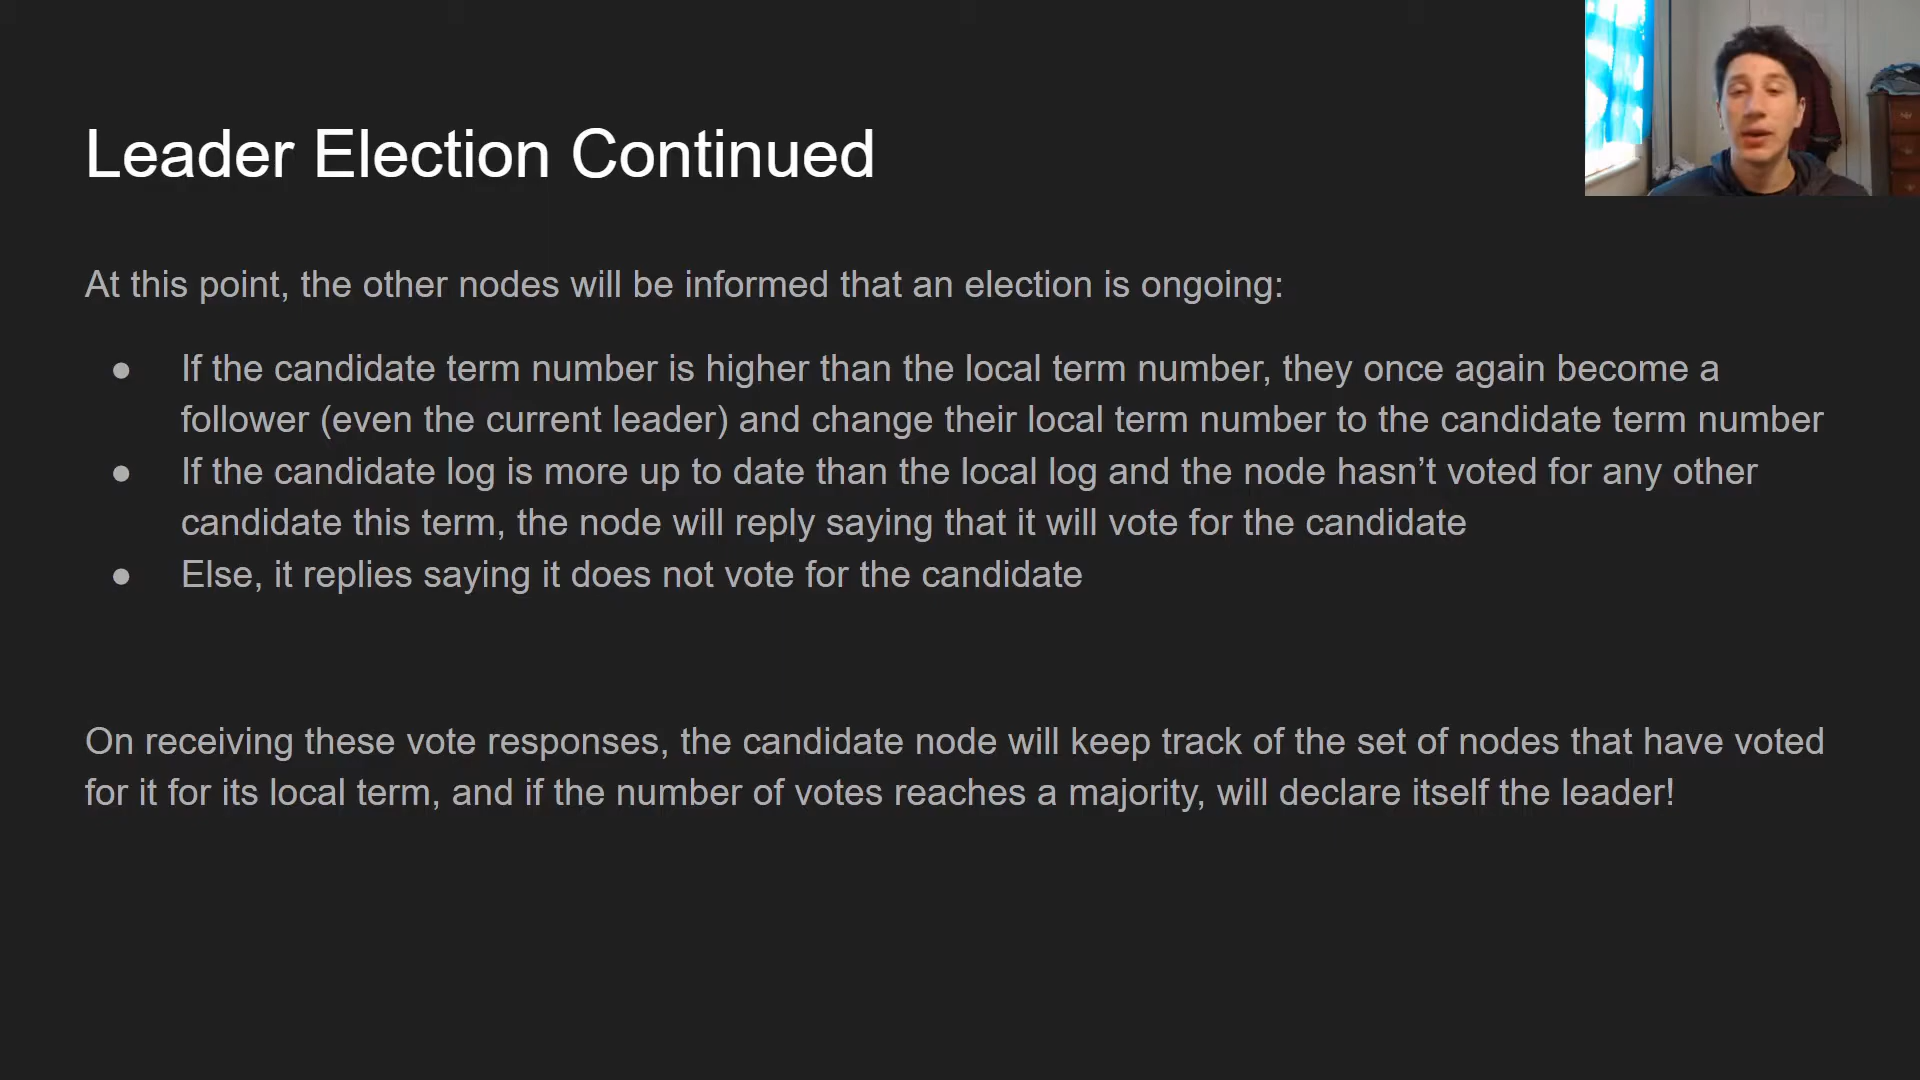 Leader Election Continued
At this point, the other nodes will be informed that an election is ongoing:
● If the candidate term number is higher than the local term number, they once again become a
follower (even the current leader) and change their local term number to the candidate term number
● If the candidate log is more up to date than the local log and the node hasn’t voted for any other
candidate this term, the node will reply saying that it will vote for the candidate
● Else, it replies saying it does not vote for the candidate
On receiving these vote responses, the candidate node will keep track of the set of nodes that have voted
for it for its local term, and if the number of votes reaches a majority, will declare itself the leader!